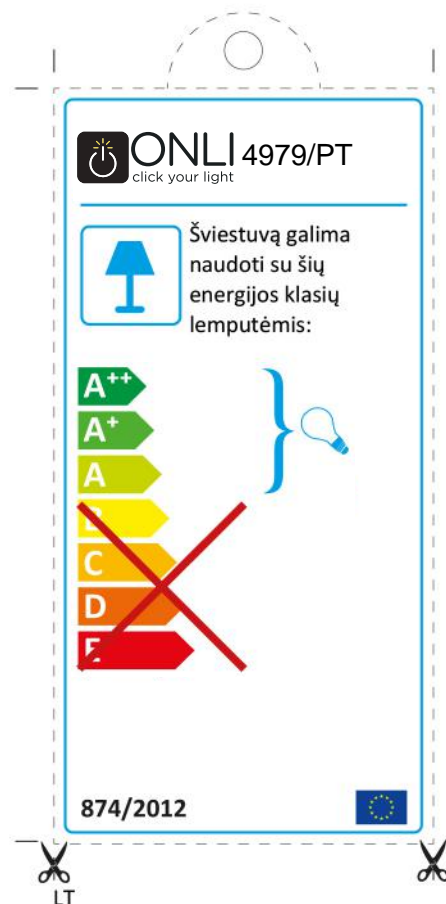 ONLI 4979/PT
click your light
Šviestuvą galima
naudoti su šių
energijos klasių
lemputėmis:
A++
A+
A
B
C
D
E
874/2012
LT